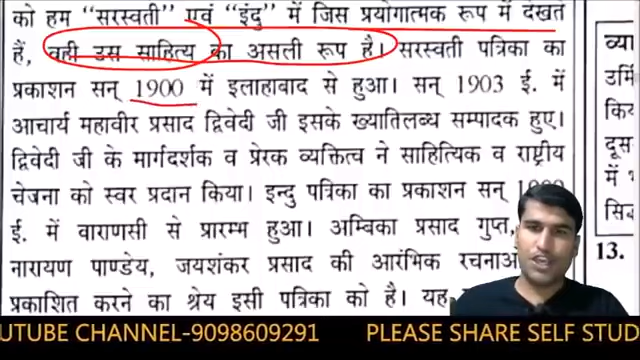 को हम “सरस्वती” एवं “इंदु” में जिस प्रयोगात्मक रूप में देखते
हैं, वही उस साहित्य का असली रूप है। सरस्वती पत्रिका का
प्रकाशन सन् 1900 में इलाहाबाद से हुआ। सन् 1903 ई. में
आचार्य महावीर प्रसाद द्विवेदी जी इसके ख्यातिलब्ध सम्पादक हुए।
द्विवेदी जी के मार्गदर्शक व प्रेरक व्यक्तित्व ने साहित्यिक व राष्ट्रीय
चेजना को स्वर प्रदान किया। इन्दु पत्रिका का प्रकाशन सन्
ई. में वाराणसी से प्रारम्भ हुआ। अम्बिका प्रसाद गुप्त,
नारायण पाण्डेय, जयशंकर प्रसाद की आरंभिक
प्रकाशित करने का श्रेय इसी पत्रिका को है। यह
13.
UTUBE CHANNEL-9098609291 PLEASE SHARE SELF STUD